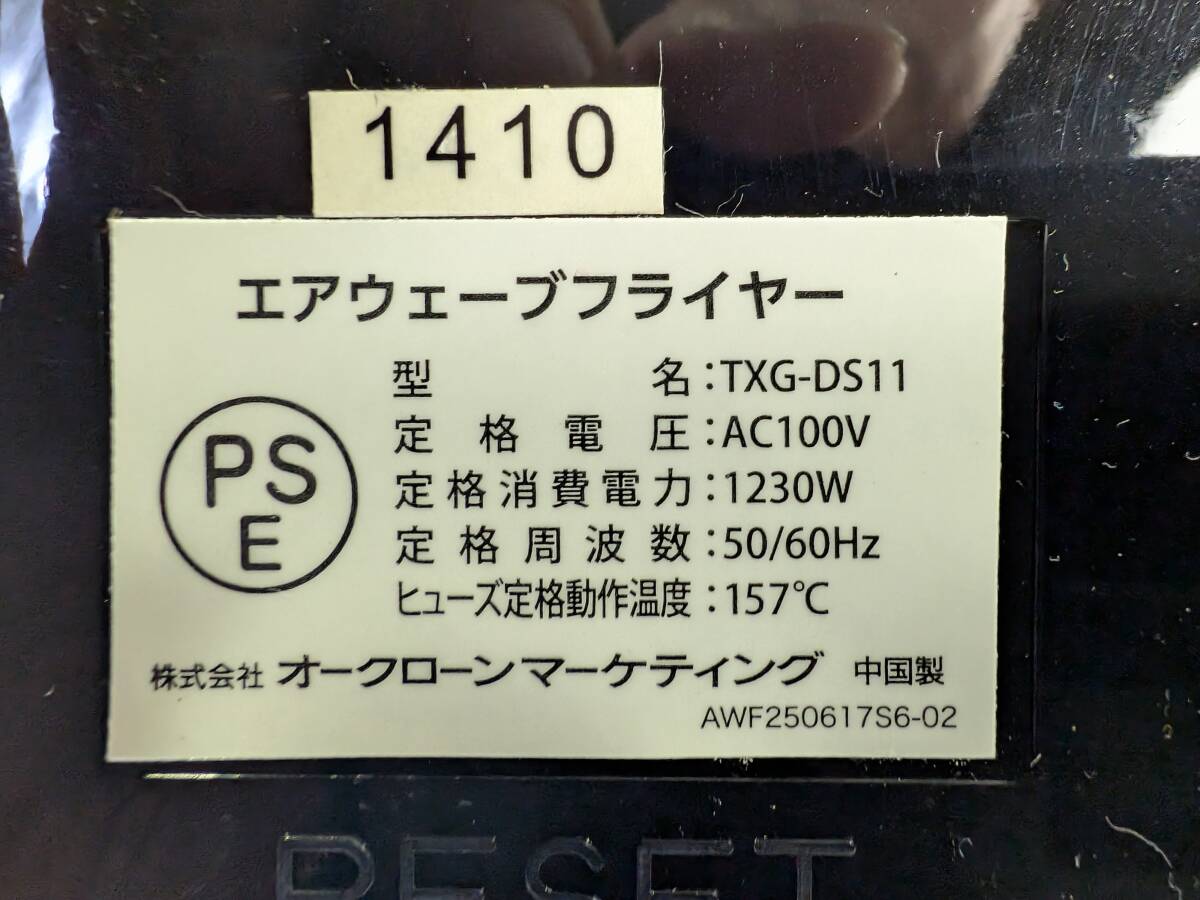 1410
エアウェーブフライヤー
型名:TXG-DS11
PS
E
定格電圧:AC100V
定格消費電力:1230W
定格周波数:50/60Hz
ヒューズ定格動作温度:157℃
株式会社 オークローンマーケティング 中国製
AWF250617S6-02
RESET